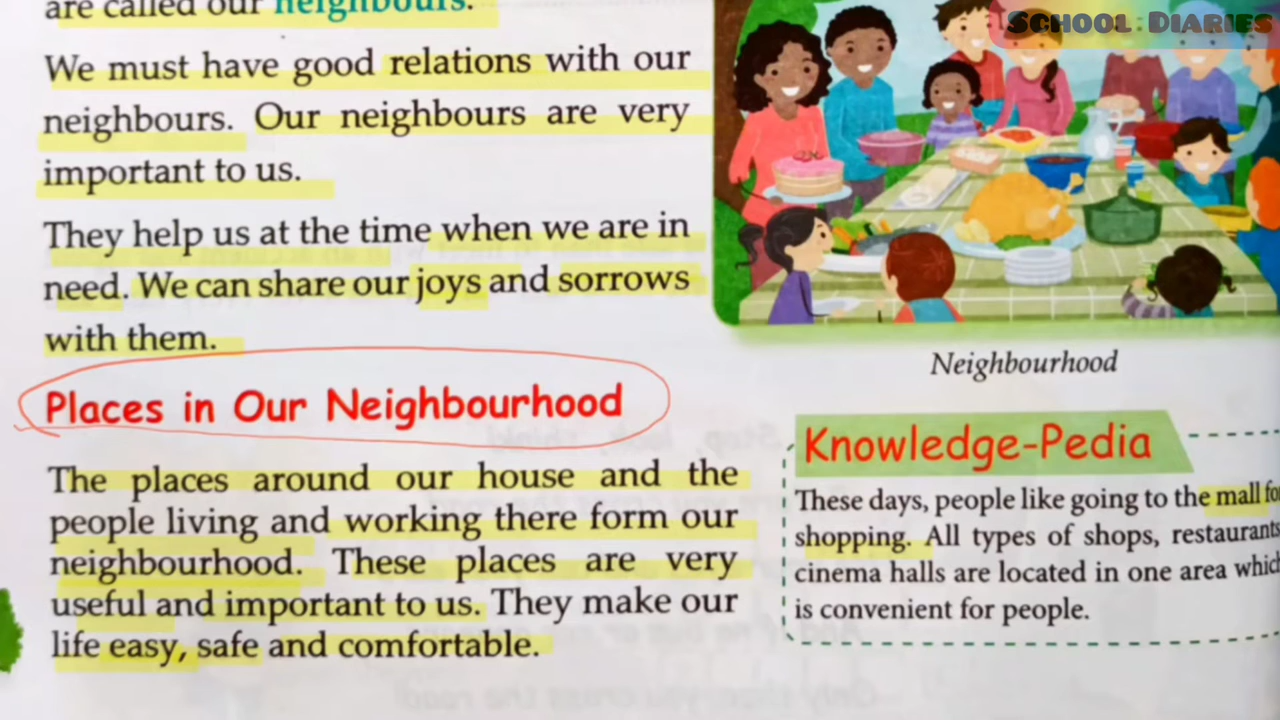 are called our neighbours.
We must have good relations with our
neighbours. Our neighbours are very
important to us.
They help us at the time when we are in
need. We can share our joys and sorrows
with them.
Places in Our Neighbourhood
The places around our house and the
people living and working there form our
neighbourhood. These places are very
useful and important to us. They make our
life easy, safe and comfortable.
SCHOOL DIARIES
Neighbourhood
Knowledge-Pedia
These days, people like going to the mall fo
shopping. All types of shops, restaurants
cinema halls are located in one area which
is convenient for people.